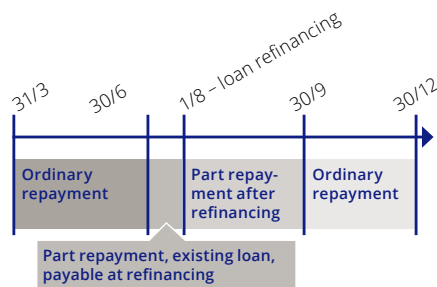 31/3
30/6
1/8 – loan refinancing
30/9
30/12
Ordinary
repayment
Part repay-
ment after
refinancing
Ordinary
repayment
Part repayment, existing loan,
payable at refinancing